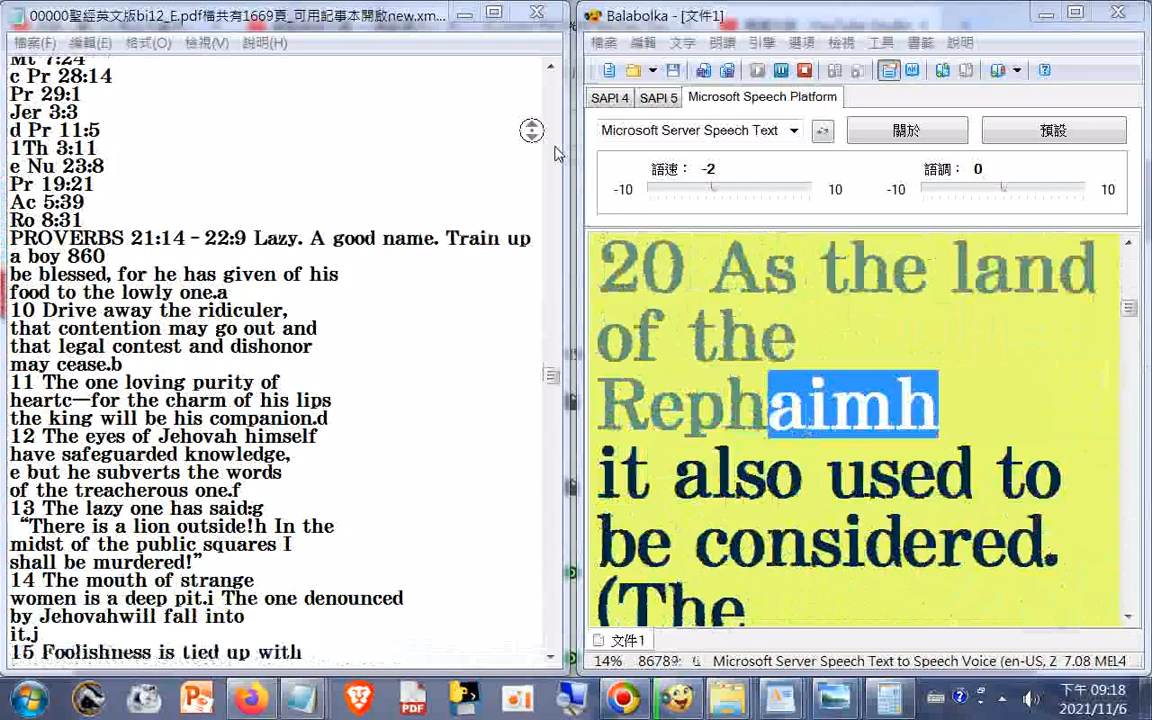 00000聖經英文版bi12_E.pdf檔共有1669頁_可用記事本開啟new.xm...
檔案(F) 編輯(E) 格式(O) 檢視(V) 說明(H)
Mt 7:24
c Pr 28:14
Pr 29:1
Jer 3:3
d Pr 11:5
1Th 3:11
e Nu 23:8
Pr 19:21
Ac 5:39
Ro 8:31
PROVERBS 21:14–22:9 Lazy. A good name. Train up
a boy 860
be blessed, for he has given of his
food to the lowly one.a
10 Drive away the ridiculer,
that contention may go out and
that legal contest and dishonor
may cease.b
11 The one loving purity of
heartc—for the charm of his lips
the king will be his companion.d
12 The eyes of Jehovah himself
have safeguarded knowledge,
e but he subverts the words
of the treacherous one.f
13 The lazy one has said:g
“There is a lion outside!h In the
midst of the public squares I
shall be murdered!”
14 The mouth of strange
women is a deep pit.i The one denounced
by Jehovahwill fall into
it.j
15 Foolishness is tied up with
Balabolka - [文件1]
檔案 編輯 文字 朗讀 引擎 選項 檢視 工具 書籤 說明
SAPI 4 SAPI 5 Microsoft Speech Platform
Microsoft Server Speech Text 關於 預設
語速： -2 語調： 0
-10 10 -10 10
20 As the land
of the
Rephaimh
it also used to
be considered.
(The
文件1
14% 86789: Microsoft Server Speech Text to Speech Voice (en-US, Z 7.08 ME14
PDF
下午 09:18
2021/11/6